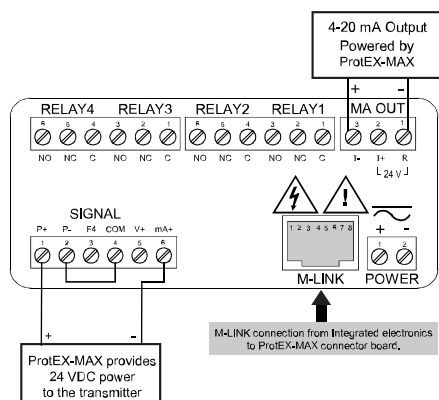 4-20 mA Output
Powered by
ProtEX-MAX
+ -
RELAY4 RELAY3 RELAY2 RELAY1 MA OUT
6 5 4 3 2 1 6 5 4 3 2 1 3 2 1
NO NC C NO NC C NO NC C NO NC C I- I+ R
24 V
SIGNAL
P+ P- F4 COM V+ mA+
1 2 3 4 5 6
!
1 2 3 4 5 6 7 8
+ -
1 2
M-LINK POWER
+ -
M-LINK connection from integrated electronics
to ProtEX-MAX connector board.
ProtEX-MAX provides
24 VDC power
to the transmitter